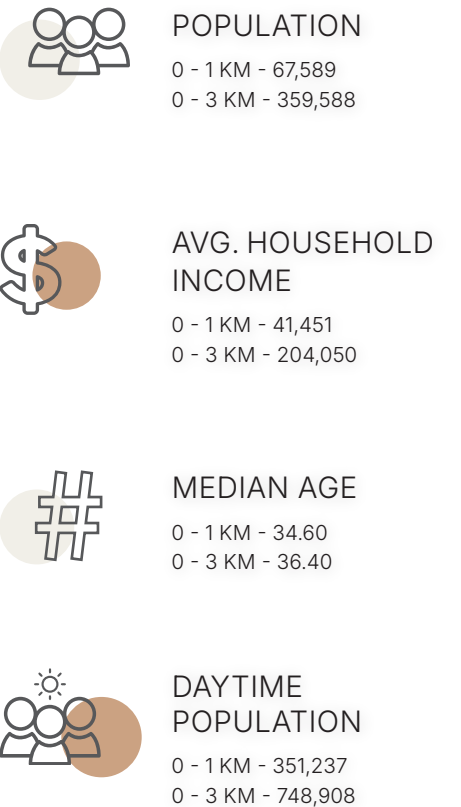 POPULATION
0 - 1 KM - 67,589
0 - 3 KM - 359,588
AVG. HOUSEHOLD
INCOME
0 - 1 KM - 41,451
0 - 3 KM - 204,050
MEDIAN AGE
0 - 1 KM - 34.60
0 - 3 KM - 36.40
DAYTIME
POPULATION
0 - 1 KM - 351,237
0 - 3 KM - 748,908